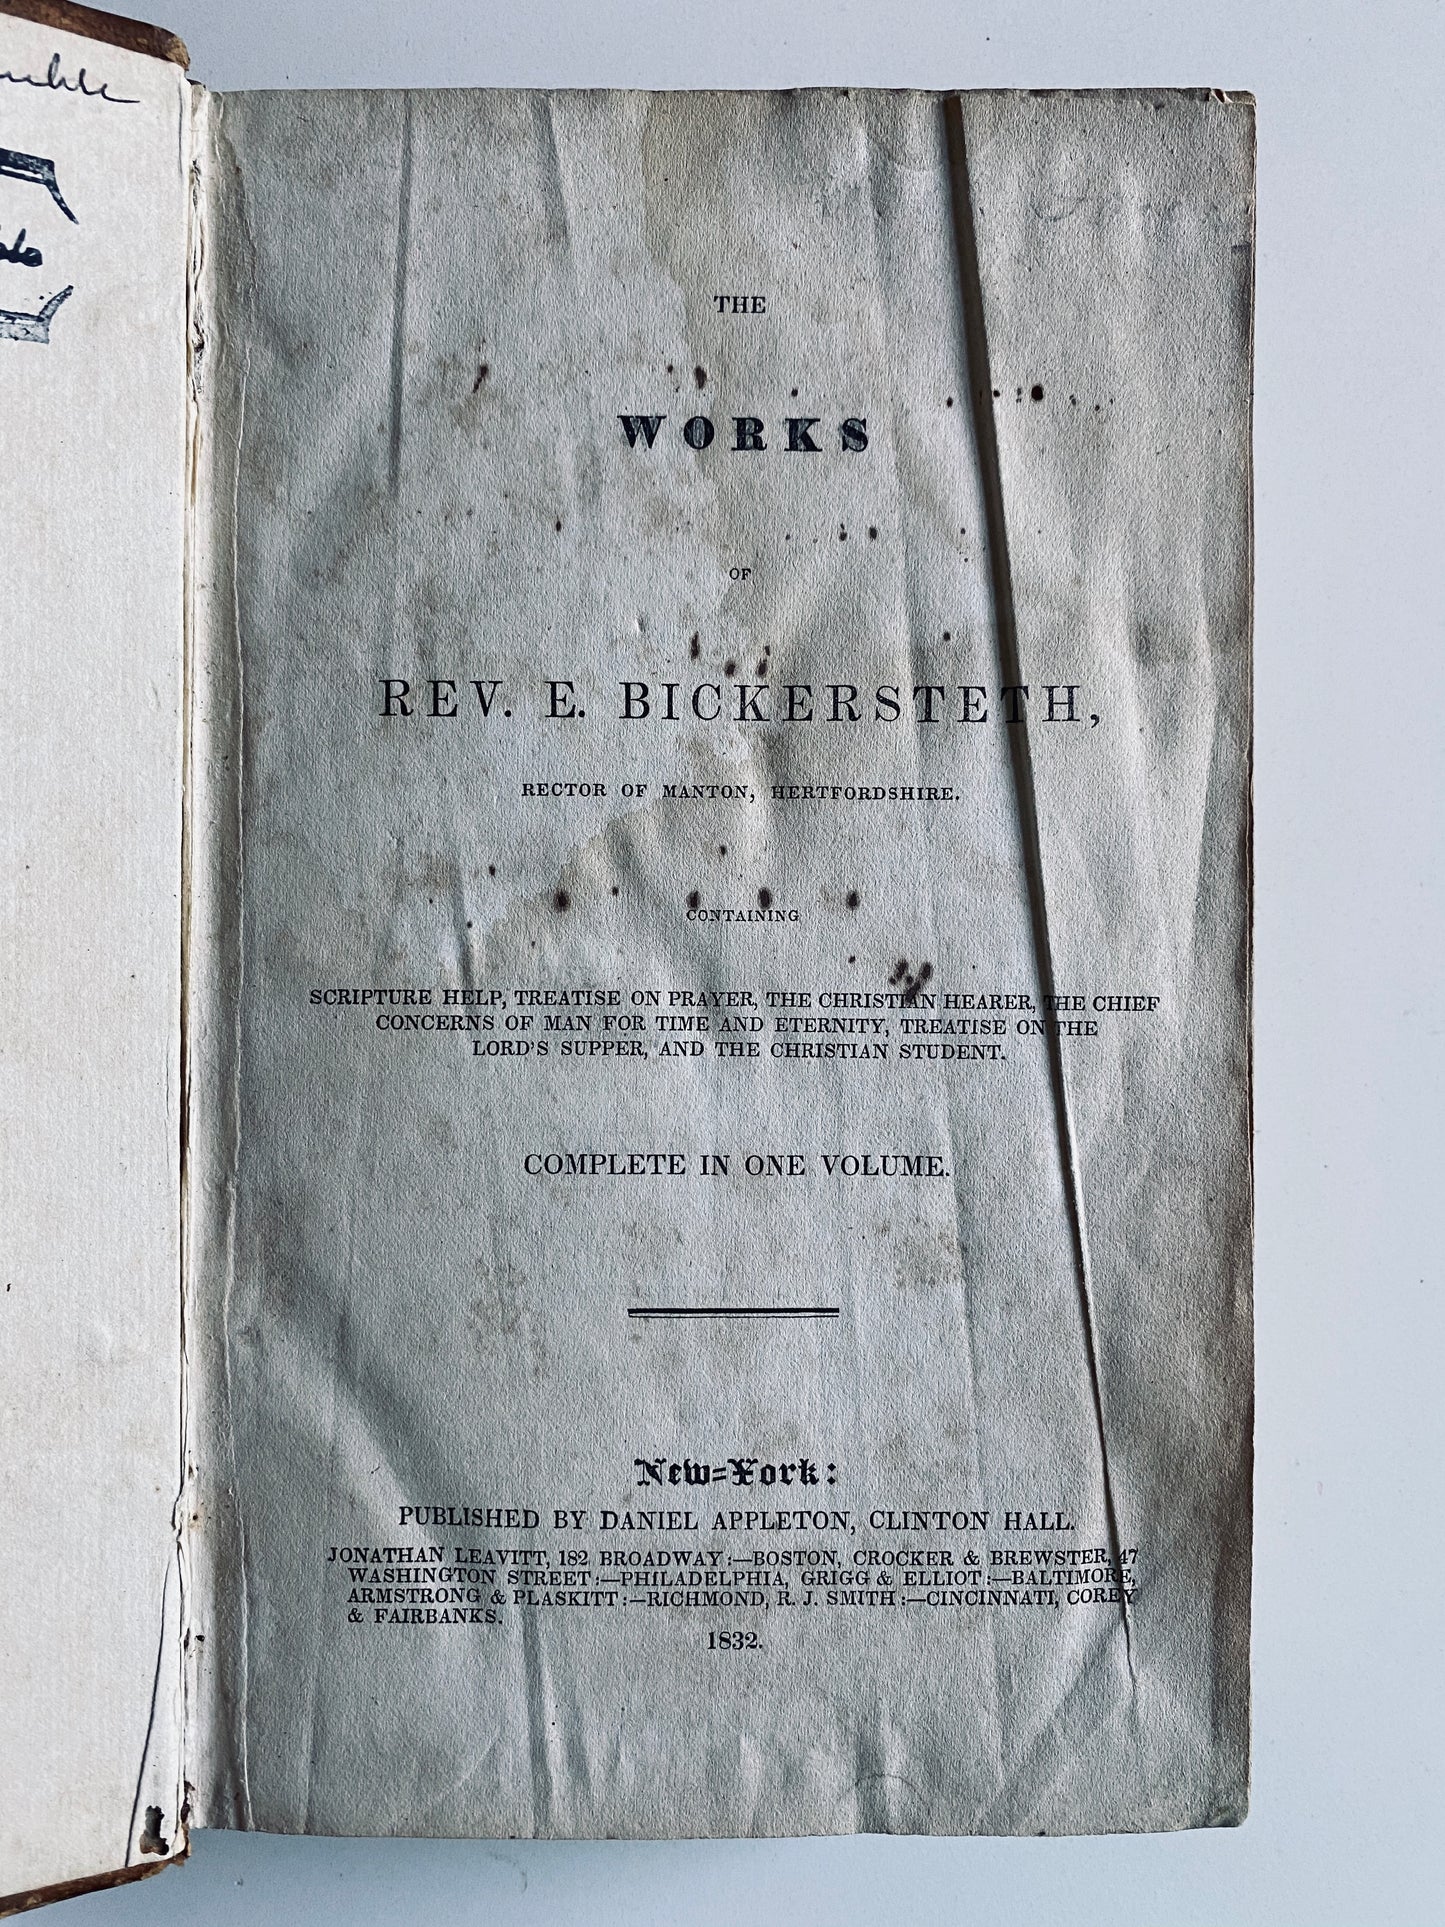 THE
WORKS
OF
REV. E. BICKERSTETH,
RECTOR OF MANTON, HERTFORDSHIRE.
CONTAINING
SCRIPTURE HELP, TREATISE ON PRAYER, THE CHRISTIAN HEARER, THE CHIEF
CONCERNS OF MAN FOR TIME AND ETERNITY, TREATISE ON THE
LORD'S SUPPER, AND THE CHRISTIAN STUDENT.
COMPLETE IN ONE VOLUME.
New-York:
PUBLISHED BY DANIEL APPLETON, CLINTON HALL.
JONATHAN LEAVITT, 182 BROADWAY:—BOSTON, CROCKER & BREWSTER, 47
WASHINGTON STREET:—PHILADELPHIA, GRIGG & ELLIOT:—BALTIMORE,
ARMSTRONG & PLASKITT:—RICHMOND, R. J. SMITH:—CINCINNATI, COREY
& FAIRBANKS.
1832.